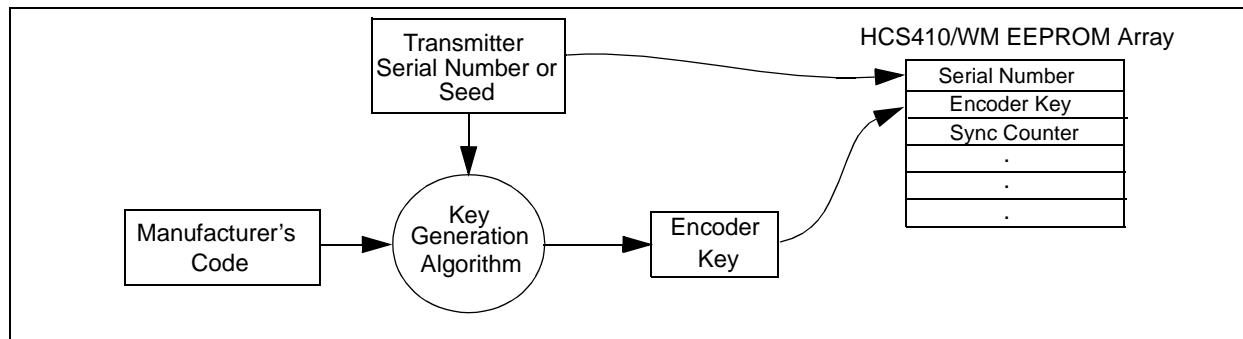 Transmitter
Serial Number or
Seed
HCS410/WM EEPROM Array
Serial Number
Encoder Key
Sync Counter
.
.
.
Manufacturer's
Code
Key
Generation
Algorithm
Encoder
Key